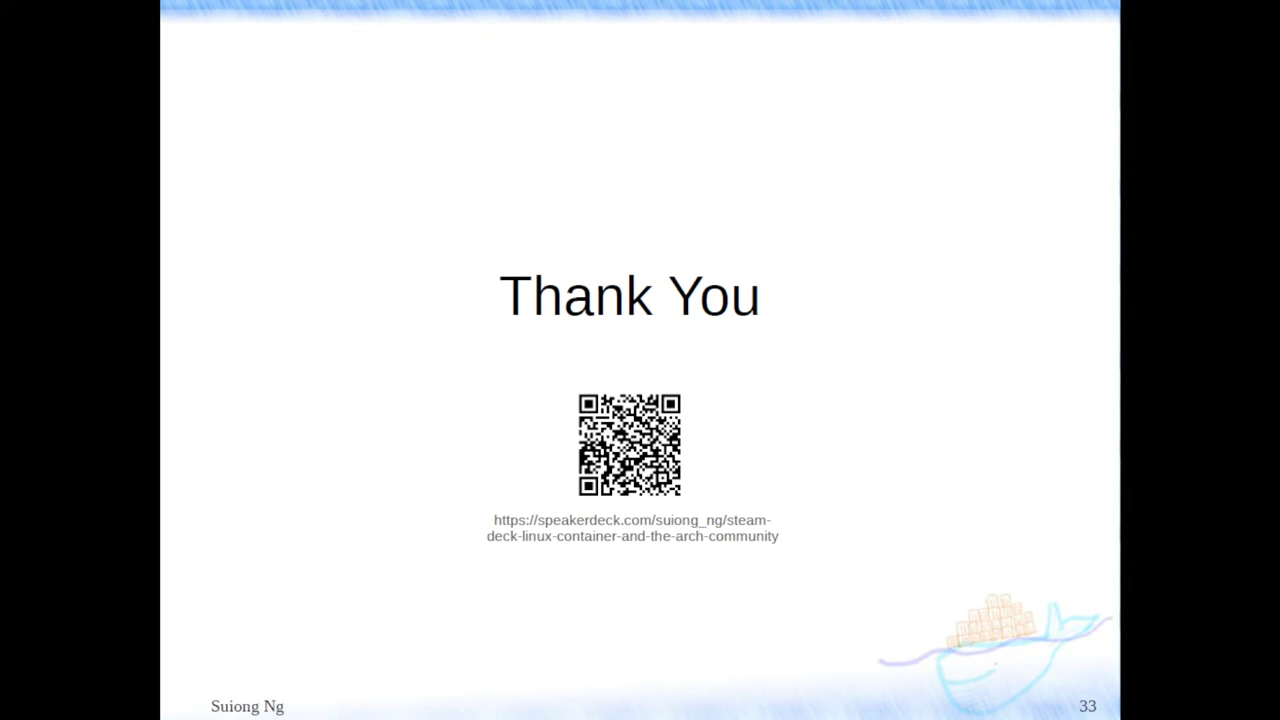 Thank You
https://speakerdeck.com/suiong_ng/steam-
deck-linux-container-and-the-arch-community
Suiong Ng
33